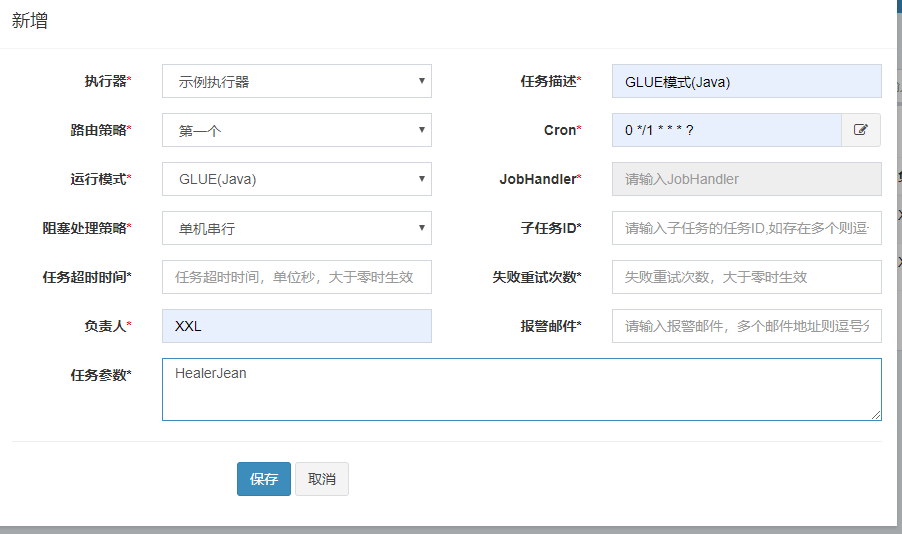 新增
执行器* 示例执行器 任务描述* GLUE模式(Java)
路由策略* 第一个 Cron* 0 */1 * * * ?
运行模式* GLUE(Java) JobHandler* 请输入JobHandler
阻塞处理策略* 单机串行 子任务ID* 请输入子任务的任务ID,如存在多个则逗
任务超时时间* 任务超时时间，单位秒，大于零时生效 失败重试次数* 失败重试次数，大于零时生效
负责人* XXL 报警邮件* 请输入报警邮件，多个邮件地址则逗号分
任务参数* HealerJean
保存 取消